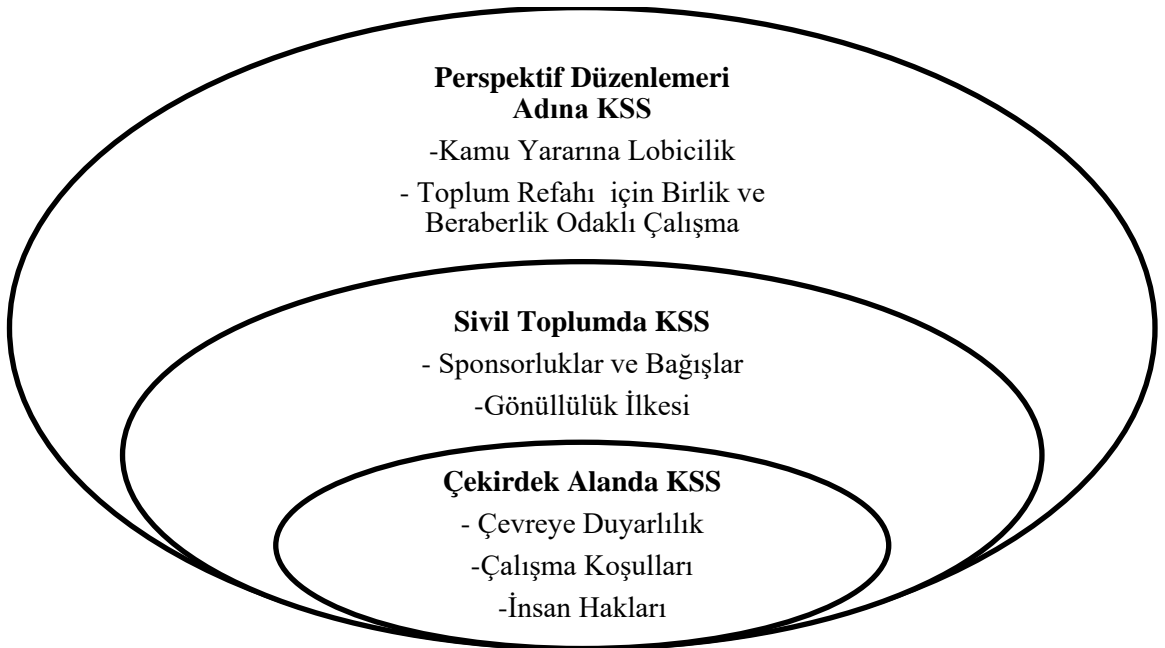 Perspektif Düzenlemeri
Adına KSS
-Kamu Yararına Lobicilik
- Toplum Refahı  için Birlik ve
Beraberlik Odaklı Çalışma
Sivil Toplumda KSS
- Sponsorluklar ve Bağışlar
-Gönüllülük İlkesi
Çekirdek Alanda KSS
- Çevreye Duyarlılık
-Çalışma Koşulları
-İnsan Hakları